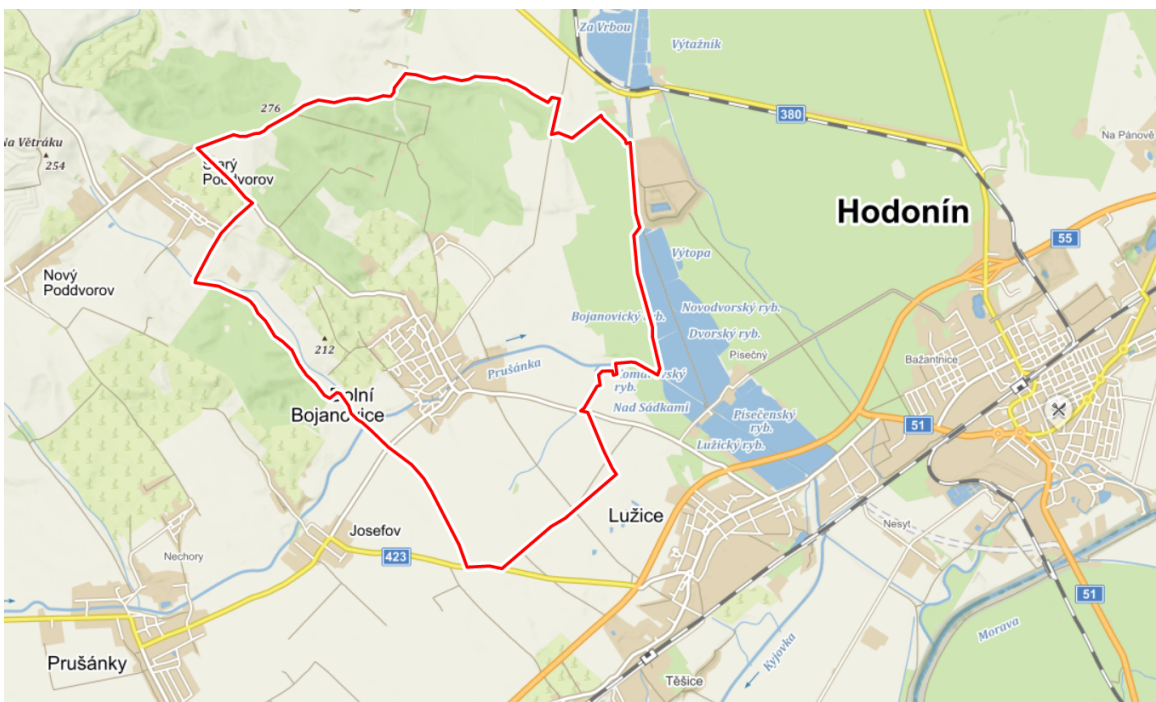 Za Vrbou
Výtažník
380
276
Na Pánově
Na Větráku
254
Starý
Poddvorov
Hodonín
55
Výtopa
Nový
Poddvorov
Novodvorský ryb.
Bojanovický ryb.
Dvorský ryb.
212
Písečný
Bažantnice
Prušánka
ryb.
Dolní
Bojanovice
Nad Sádkami
Písečenský
ryb.
51
Lužický ryb.
Lužice
Josefov
Nesyt
423
Nechory
51
Morava
Kyjovka
Prušánky
Těšice